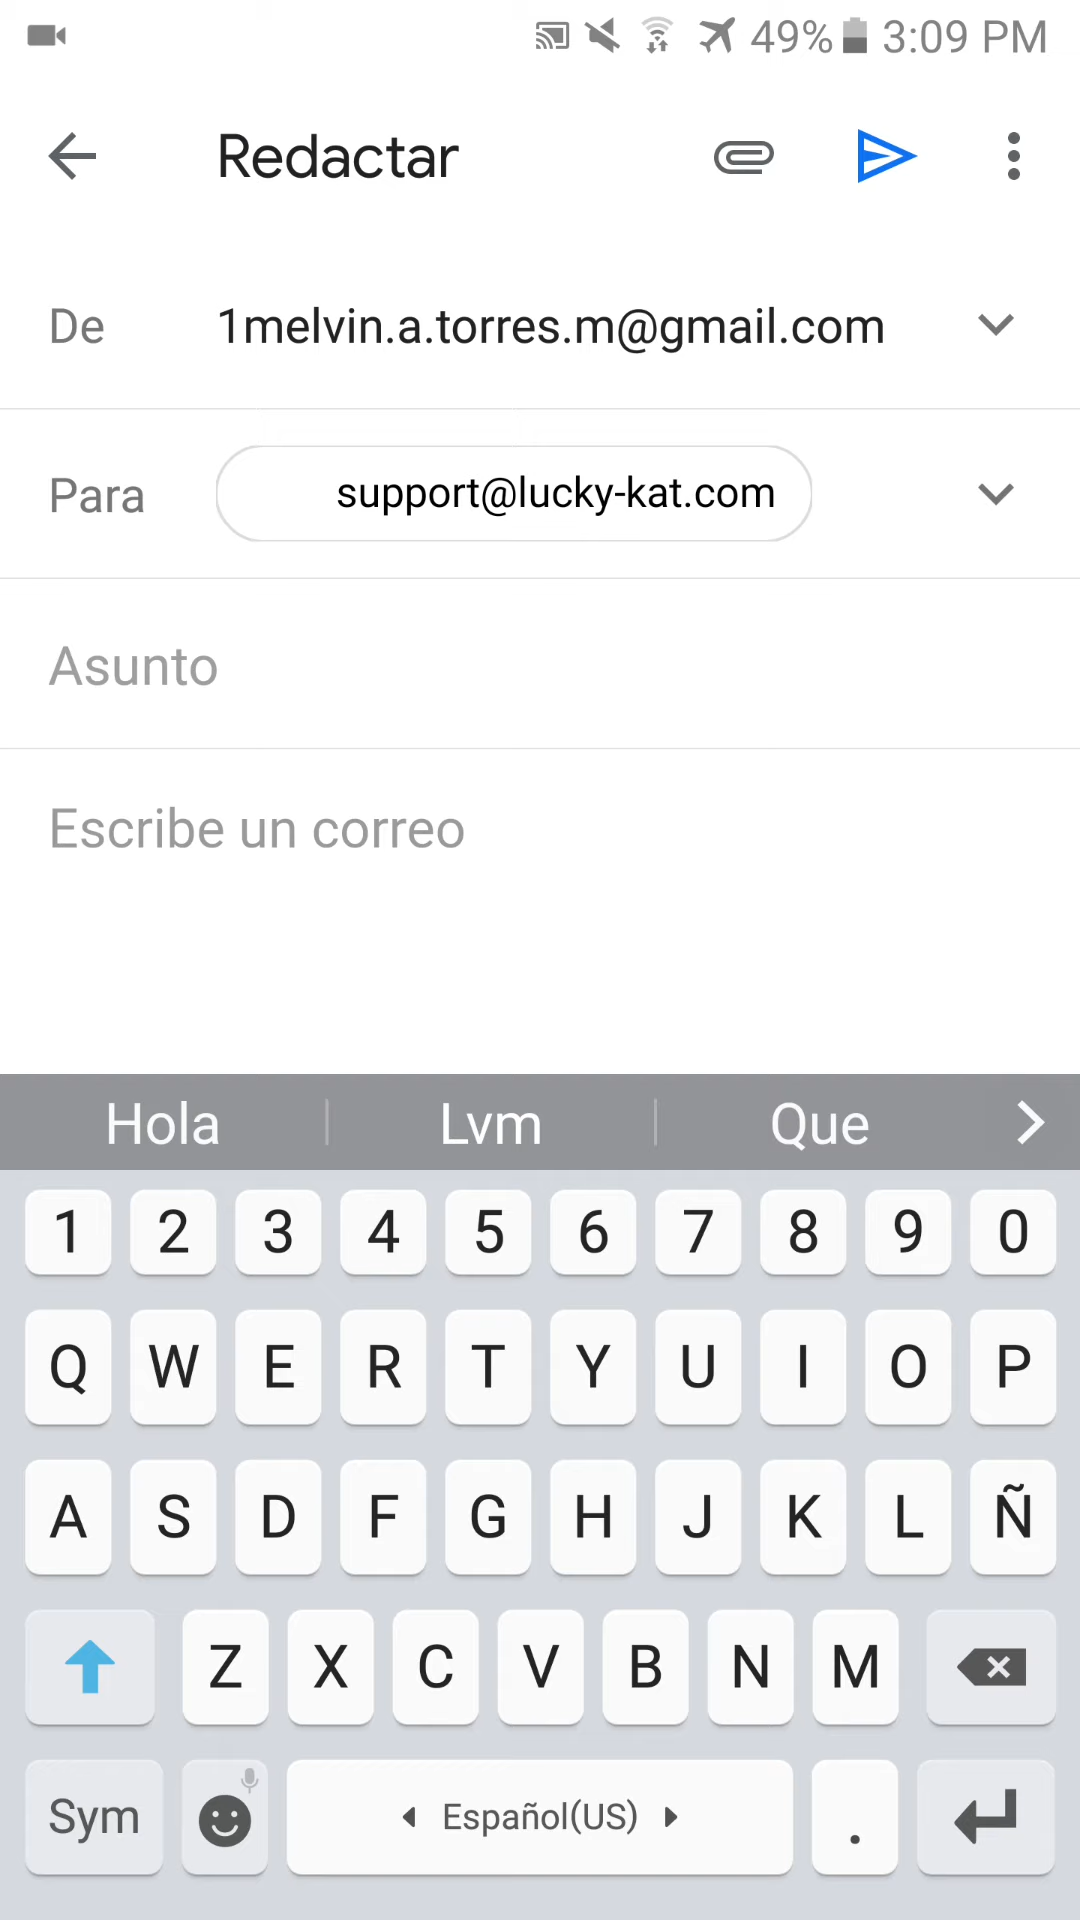 49% 3:09 PM
Redactar
De 1melvin.a.torres.m@gmail.com
Para support@lucky-kat.com
Asunto
Escribe un correo
Hola Lvm Que
1 2 3 4 5 6 7 8 9 0
Q W E R T Y U I O P
A S D F G H J K L Ñ
Z X C V B N M
Sym Español(US) .